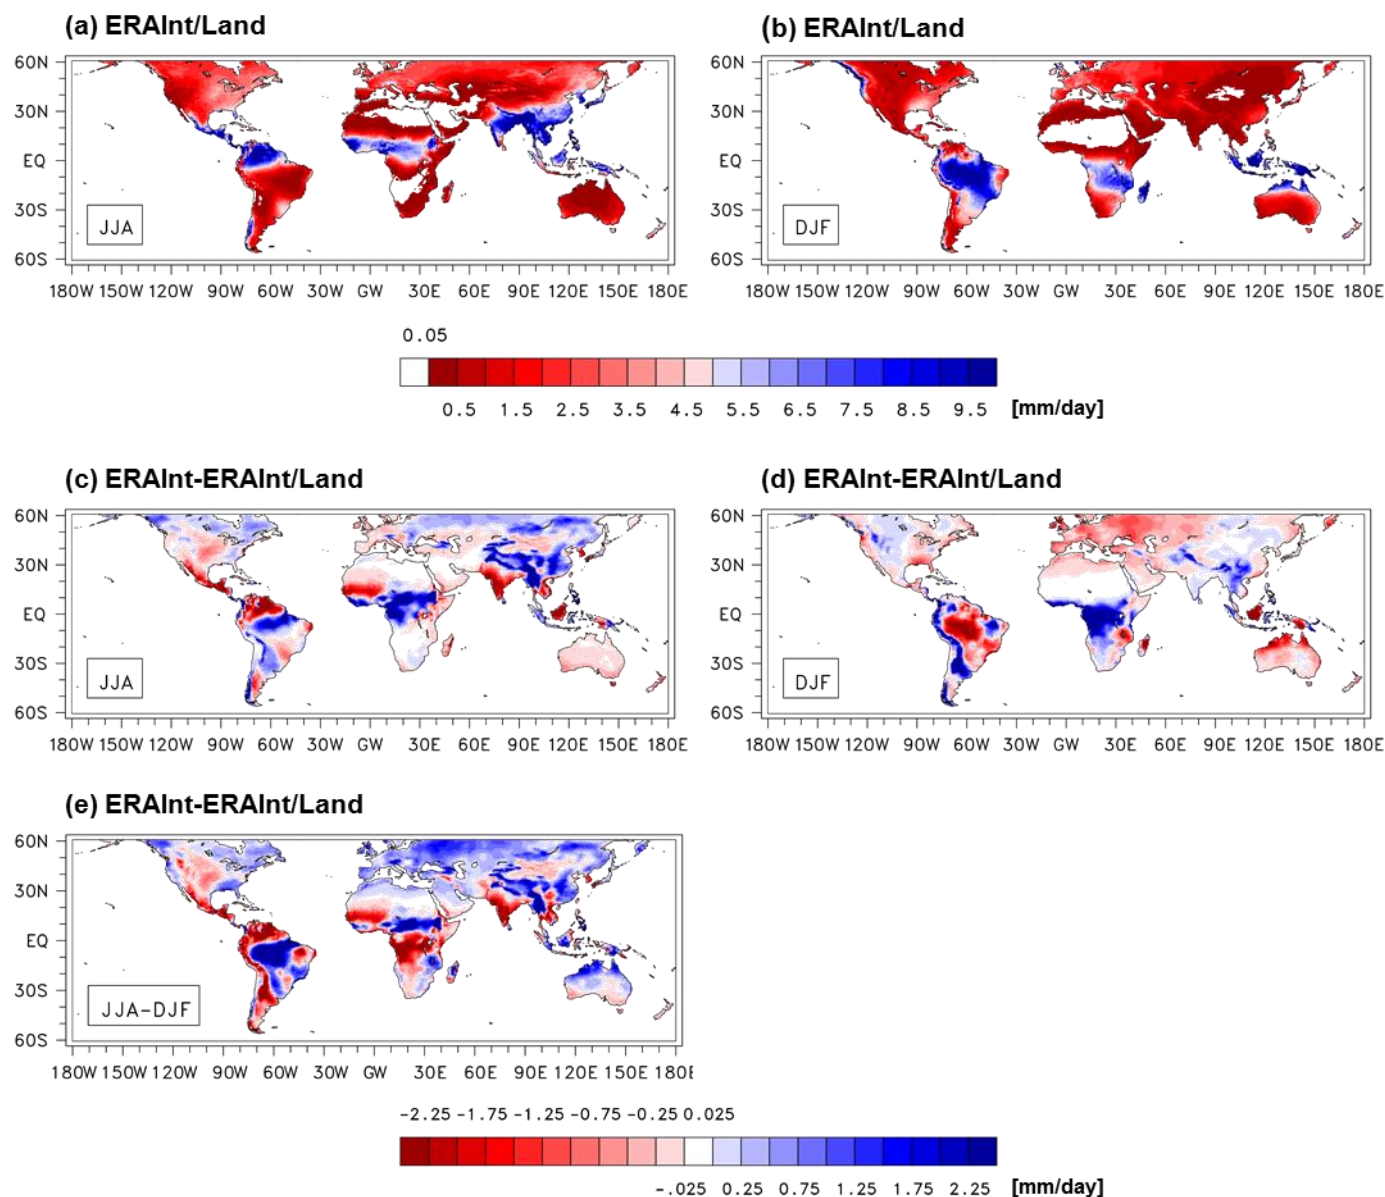 (a) ERAInt/Land
(b) ERAInt/Land
60N
30N
EQ
30S
60S
JJA
180W 150W 120W 90W 60W 30W GW 30E 60E 90E 120E 150E 180E
60N
30N
EQ
30S
60S
DJF
180W 150W 120W 90W 60W 30W GW 30E 60E 90E 120E 150E 180E
0.05
0.5 1.5 2.5 3.5 4.5 5.5 6.5 7.5 8.5 9.5 [mm/day]
(c) ERAInt-ERAInt/Land
(d) ERAInt-ERAInt/Land
60N
30N
EQ
30S
60S
JJA
180W 150W 120W 90W 60W 30W GW 30E 60E 90E 120E 150E 180E
60N
30N
EQ
30S
60S
DJF
180W 150W 120W 90W 60W 30W GW 30E 60E 90E 120E 150E 180E
(e) ERAInt-ERAInt/Land
60N
30N
EQ
30S
60S
JJA-DJF
180W 150W 120W 90W 60W 30W GW 30E 60E 90E 120E 150E 180E
-2.25 -1.75 -1.25 -0.75 -0.25 0.025
-.025 0.25 0.75 1.25 1.75 2.25 [mm/day]